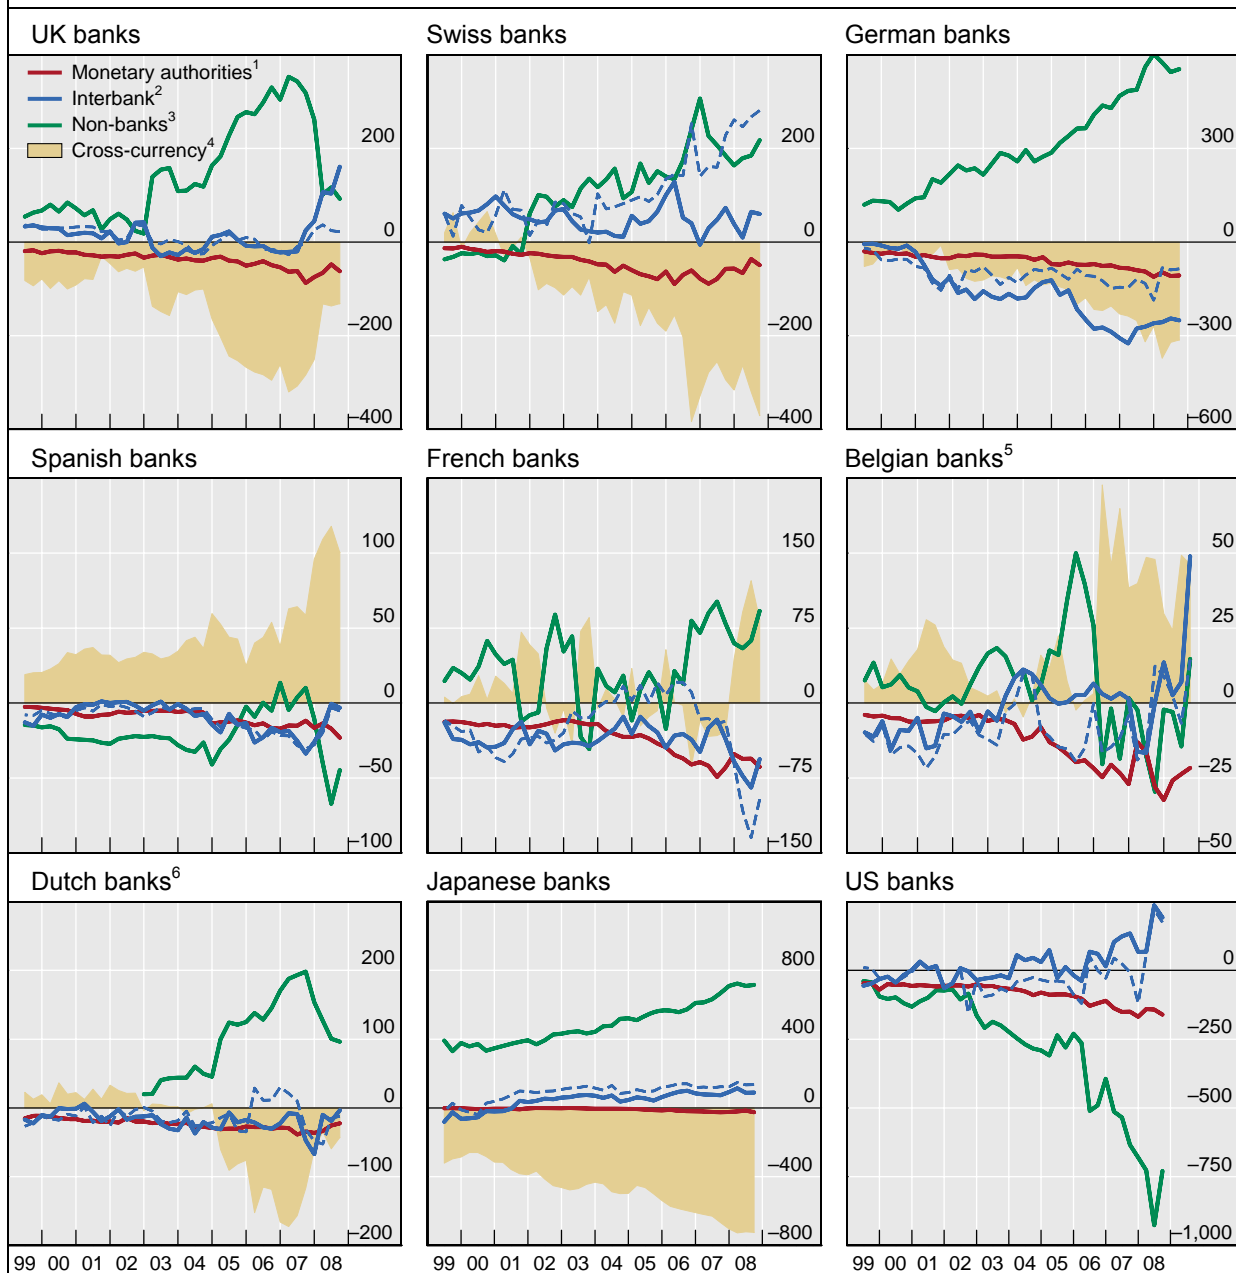 UK banks
Swiss banks
German banks
Monetary authorities1
Interbank2
Non-banks3
Cross-currency4
200
0
–200
–400
200
0
–200
–400
300
0
–300
–600
Spanish banks
French banks
Belgian banks5
100
50
0
–50
–100
150
75
0
–75
–150
50
25
0
–25
–50
Dutch banks6
Japanese banks
US banks
200
100
0
–100
–200
800
400
0
–400
–800
0
–250
–500
–750
–1,000
99 00 01 02 03 04 05 06 07 08
99 00 01 02 03 04 05 06 07 08
99 00 01 02 03 04 05 06 07 08